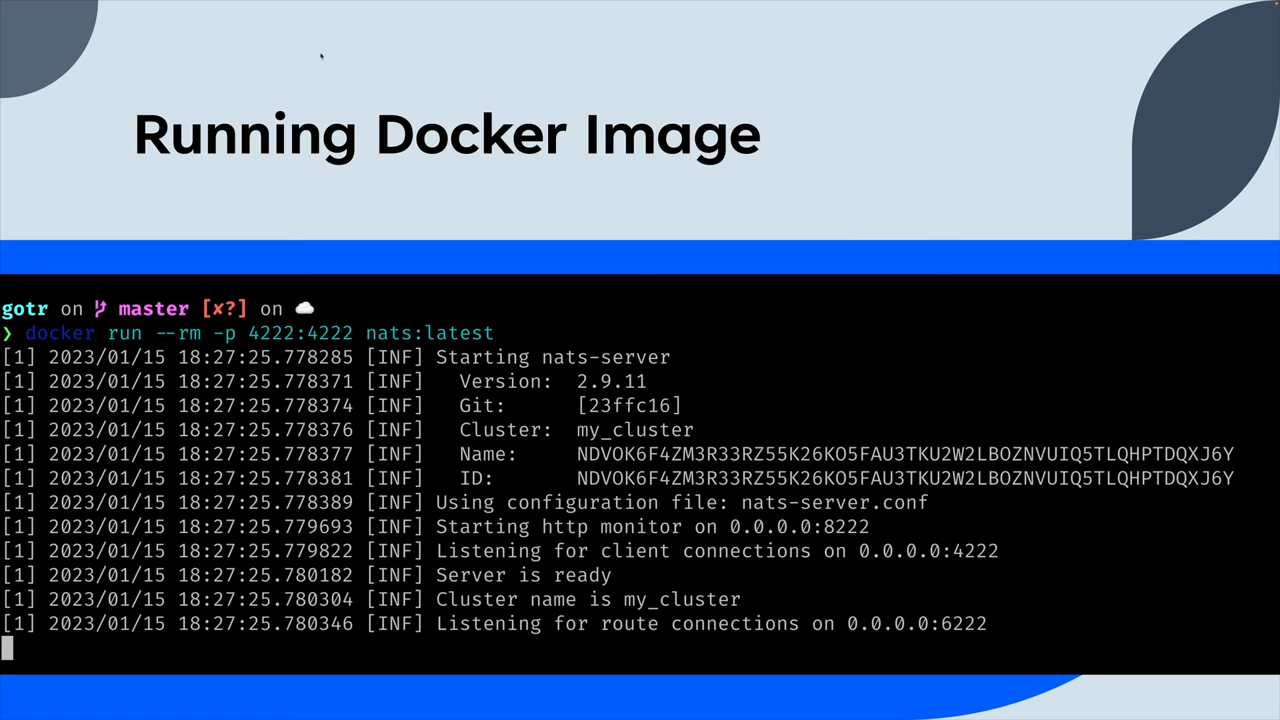 Running Docker Image
gotr on master [✘?] on ☁️
❯ docker run --rm -p 4222:4222 nats:latest
[1] 2023/01/15 18:27:25.778285 [INF] Starting nats-server
[1] 2023/01/15 18:27:25.778371 [INF]   Version:  2.9.11
[1] 2023/01/15 18:27:25.778374 [INF]   Git:      [23ffc16]
[1] 2023/01/15 18:27:25.778376 [INF]   Cluster:  my_cluster
[1] 2023/01/15 18:27:25.778377 [INF]   Name:     NDVOK6F4ZM3R33RZ55K26KO5FAU3TKU2W2LBOZNVUIQ5TLQHPTDQXJ6Y
[1] 2023/01/15 18:27:25.778381 [INF]   ID:       NDVOK6F4ZM3R33RZ55K26KO5FAU3TKU2W2LBOZNVUIQ5TLQHPTDQXJ6Y
[1] 2023/01/15 18:27:25.778389 [INF] Using configuration file: nats-server.conf
[1] 2023/01/15 18:27:25.779693 [INF] Starting http monitor on 0.0.0.0:8222
[1] 2023/01/15 18:27:25.779822 [INF] Listening for client connections on 0.0.0.0:4222
[1] 2023/01/15 18:27:25.780182 [INF] Server is ready
[1] 2023/01/15 18:27:25.780304 [INF] Cluster name is my_cluster
[1] 2023/01/15 18:27:25.780346 [INF] Listening for route connections on 0.0.0.0:6222